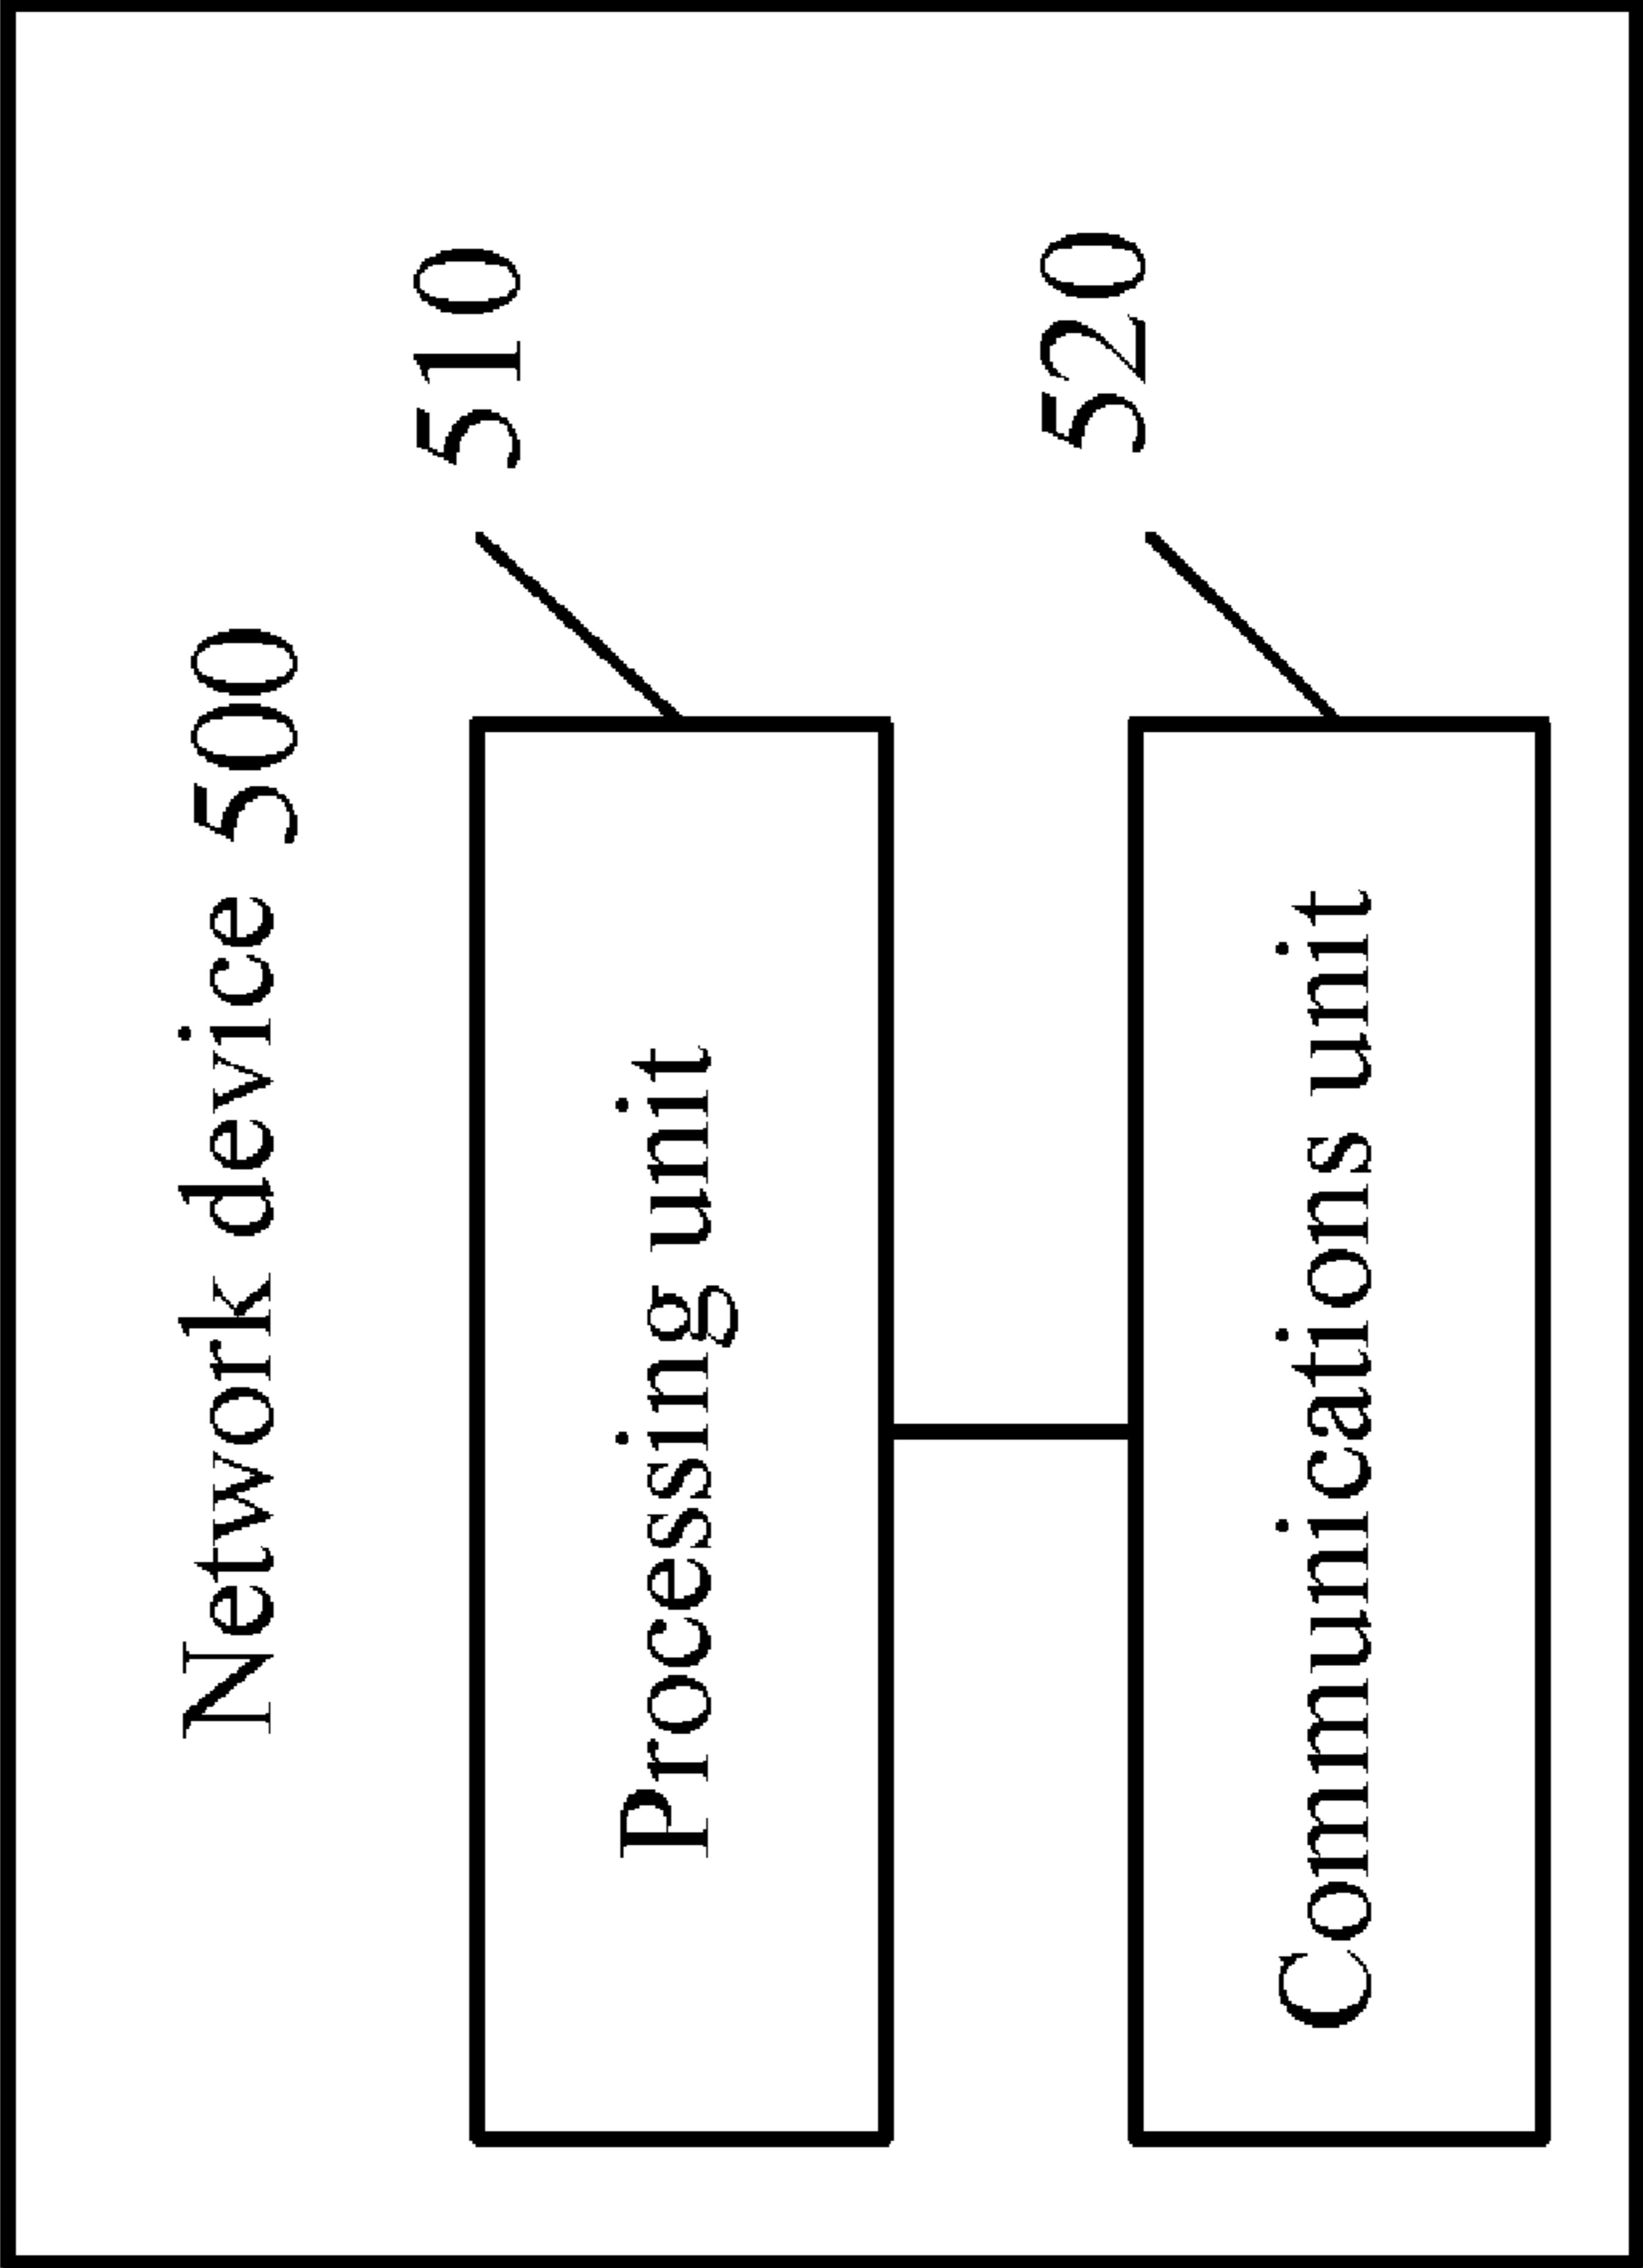 Network device 500
510
Processing unit
520
Communications unit